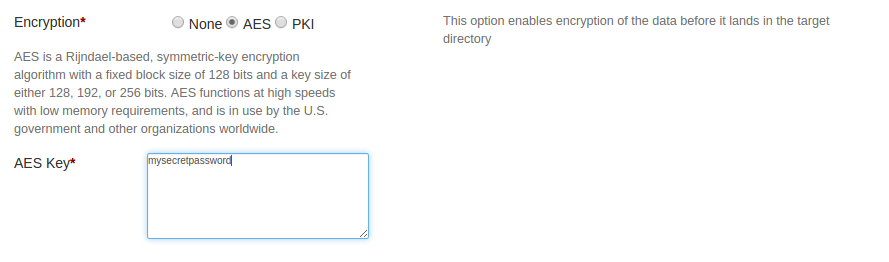 Encryption* None AES PKI
This option enables encryption of the data before it lands in the target
directory
AES is a Rijndael-based, symmetric-key encryption
algorithm with a fixed block size of 128 bits and a key size of
either 128, 192, or 256 bits. AES functions at high speeds
with low memory requirements, and is in use by the U.S.
government and other organizations worldwide.
AES Key*
mysecretpassword